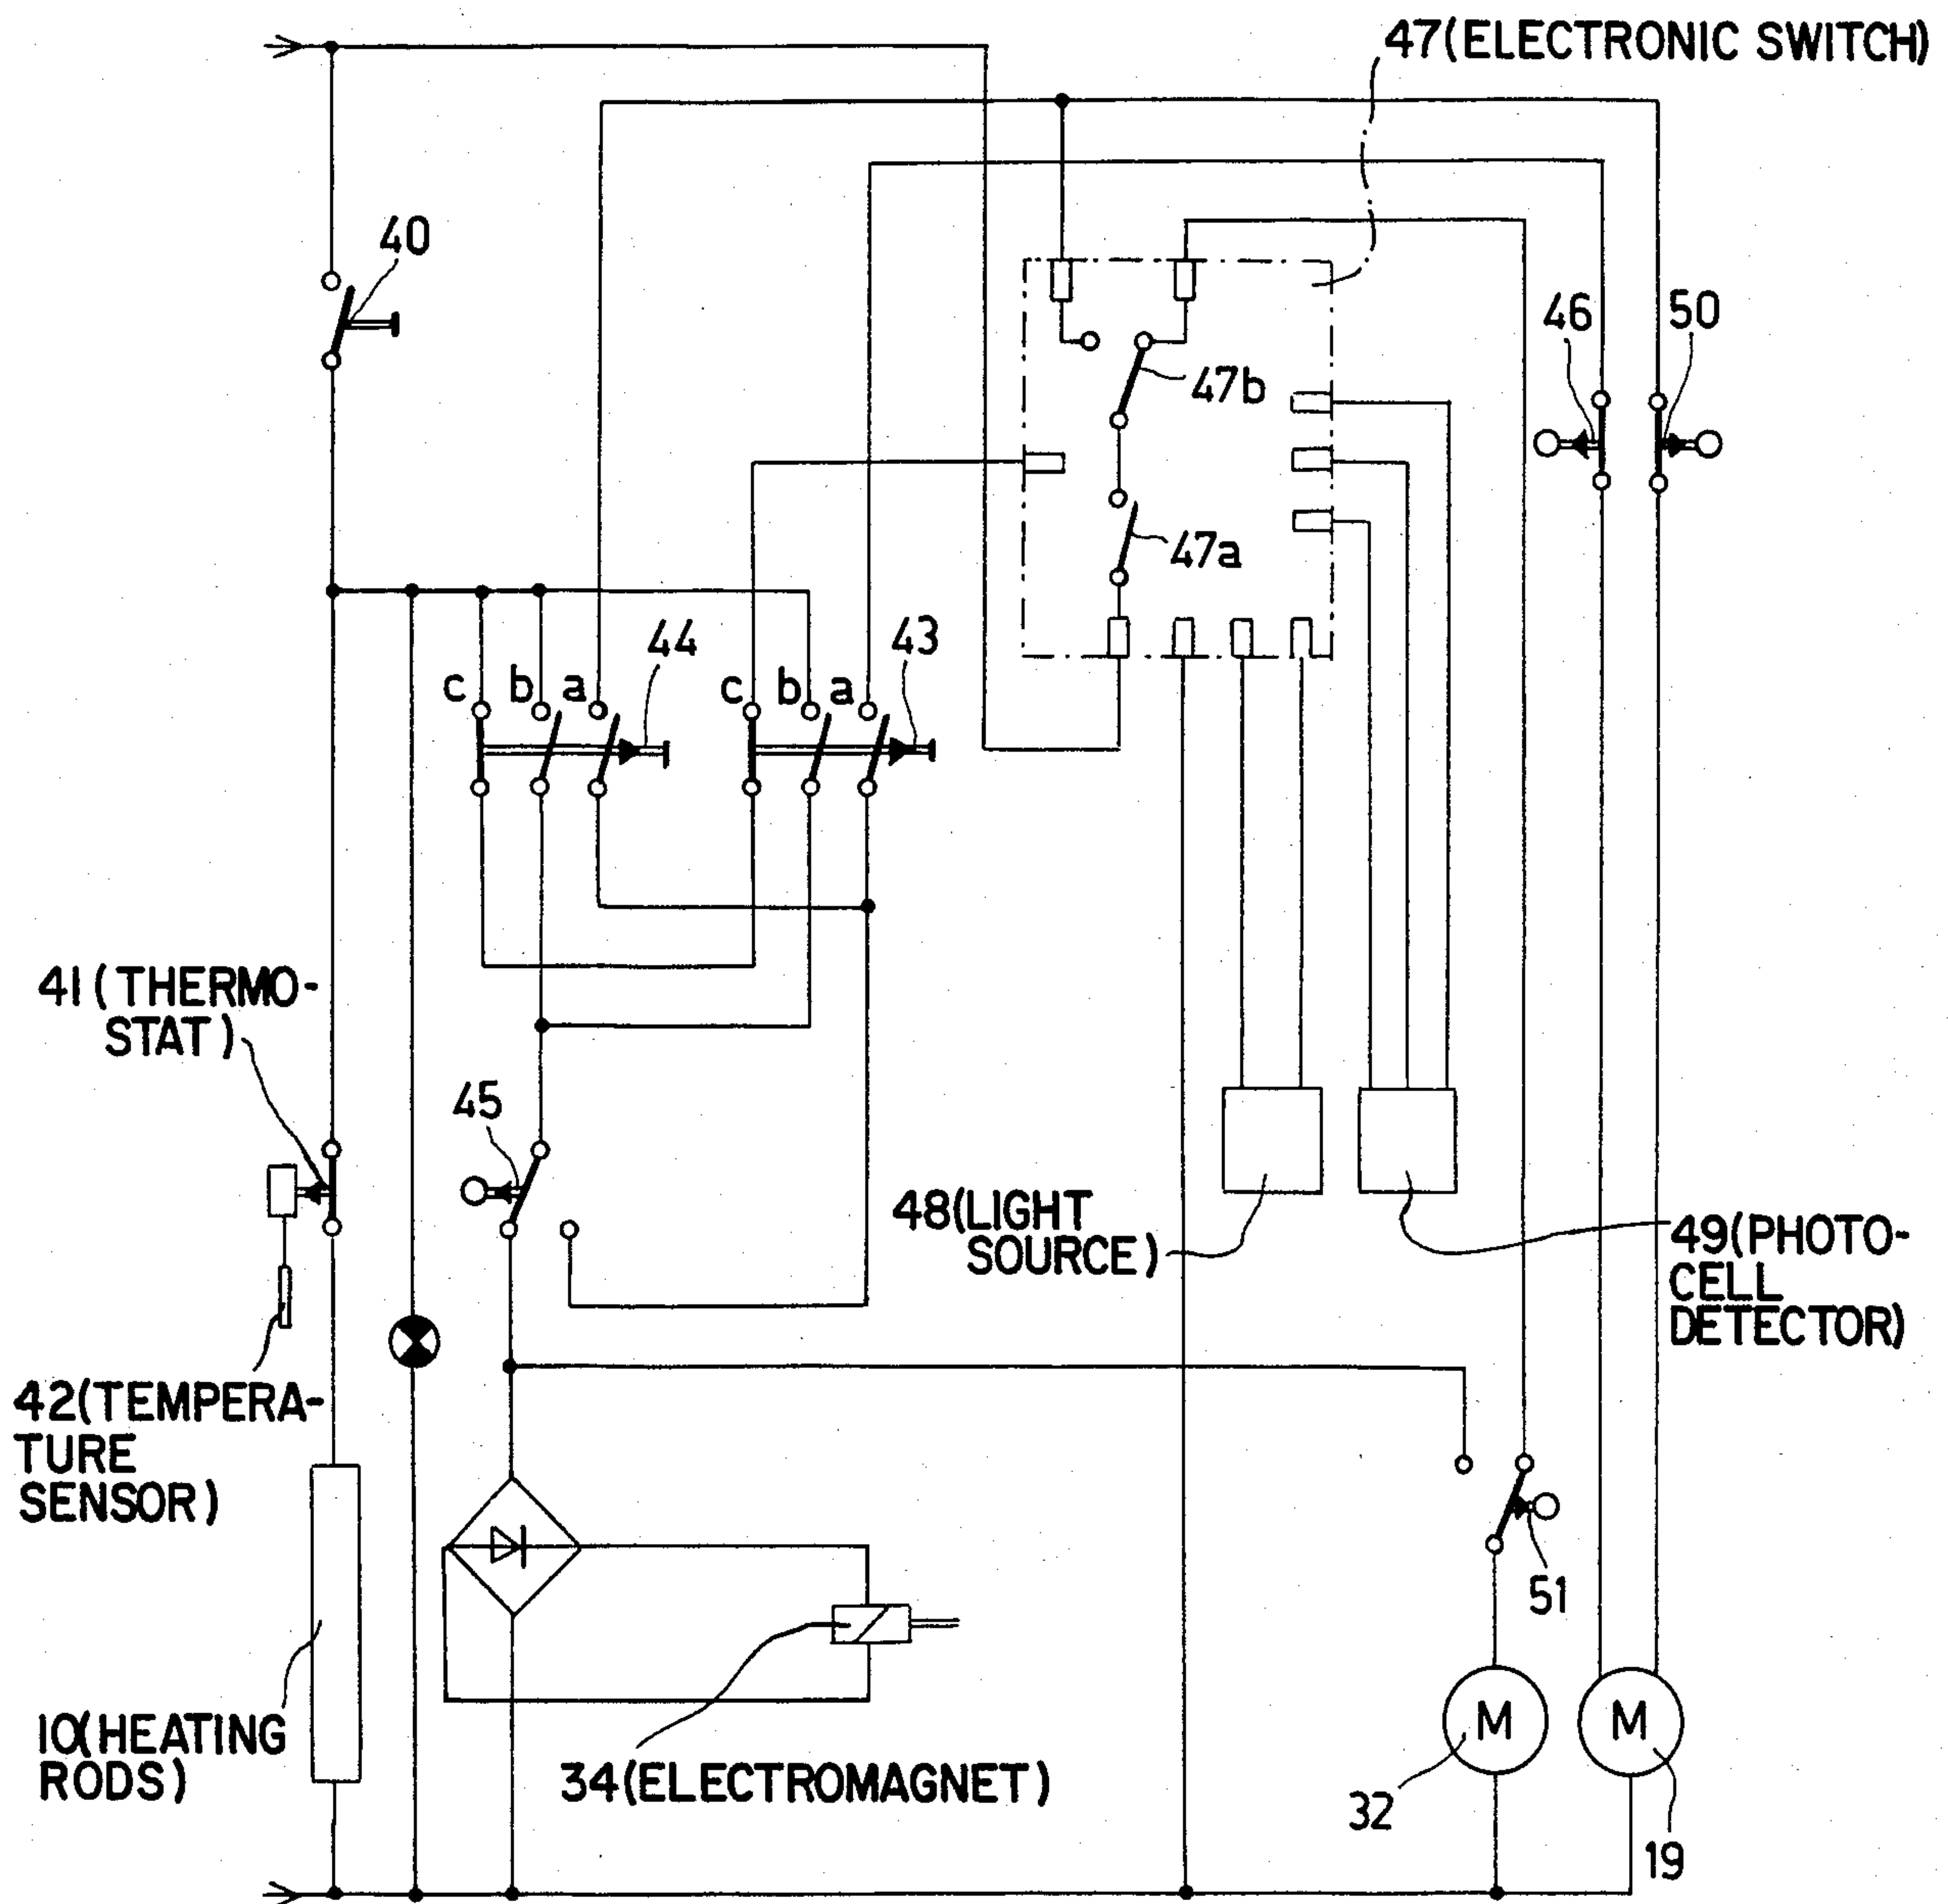 47(ELECTRONIC SWITCH)
40
46
50
47b
47a
44
43
c b a
c b a
41(THERMO-
STAT)
45
48(LIGHT
SOURCE)
49(PHOTO-
CELL
DETECTOR)
42(TEMPERA-
TURE
SENSOR)
51
10(HEATING
RODS)
34(ELECTROMAGNET)
M
M
32
19